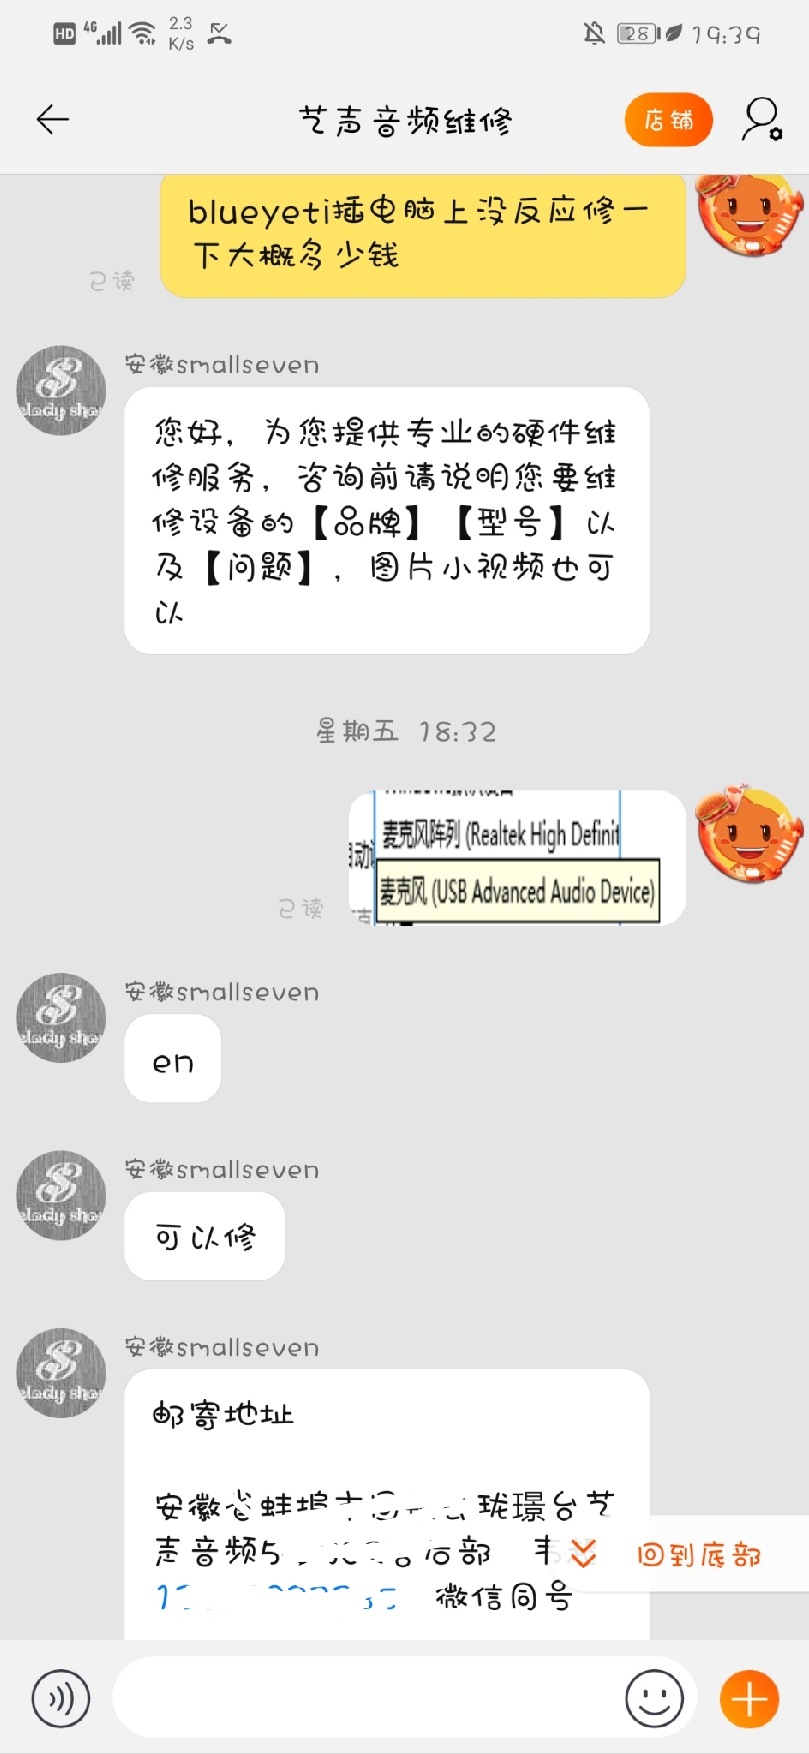 HD 4G 2.3 K/s 28 19:39
艺声音频维修 店铺
blueyeti插电脑上没反应修一
下大概多少钱
已读
安徽smallseven
您好，为您提供专业的硬件维
修服务，咨询前请说明您要维
修设备的【品牌】【型号】以
及【问题】，图片小视频也可
以
星期五 18:32
麦克风阵列 (Realtek High Definit
麦克风 (USB Advanced Audio Device)
已读
安徽smallseven
en
安徽smallseven
可以修
安徽smallseven
邮寄地址
安徽省蚌埠市 珑璟台艺
声音频5 后部
微信同号
回到底部